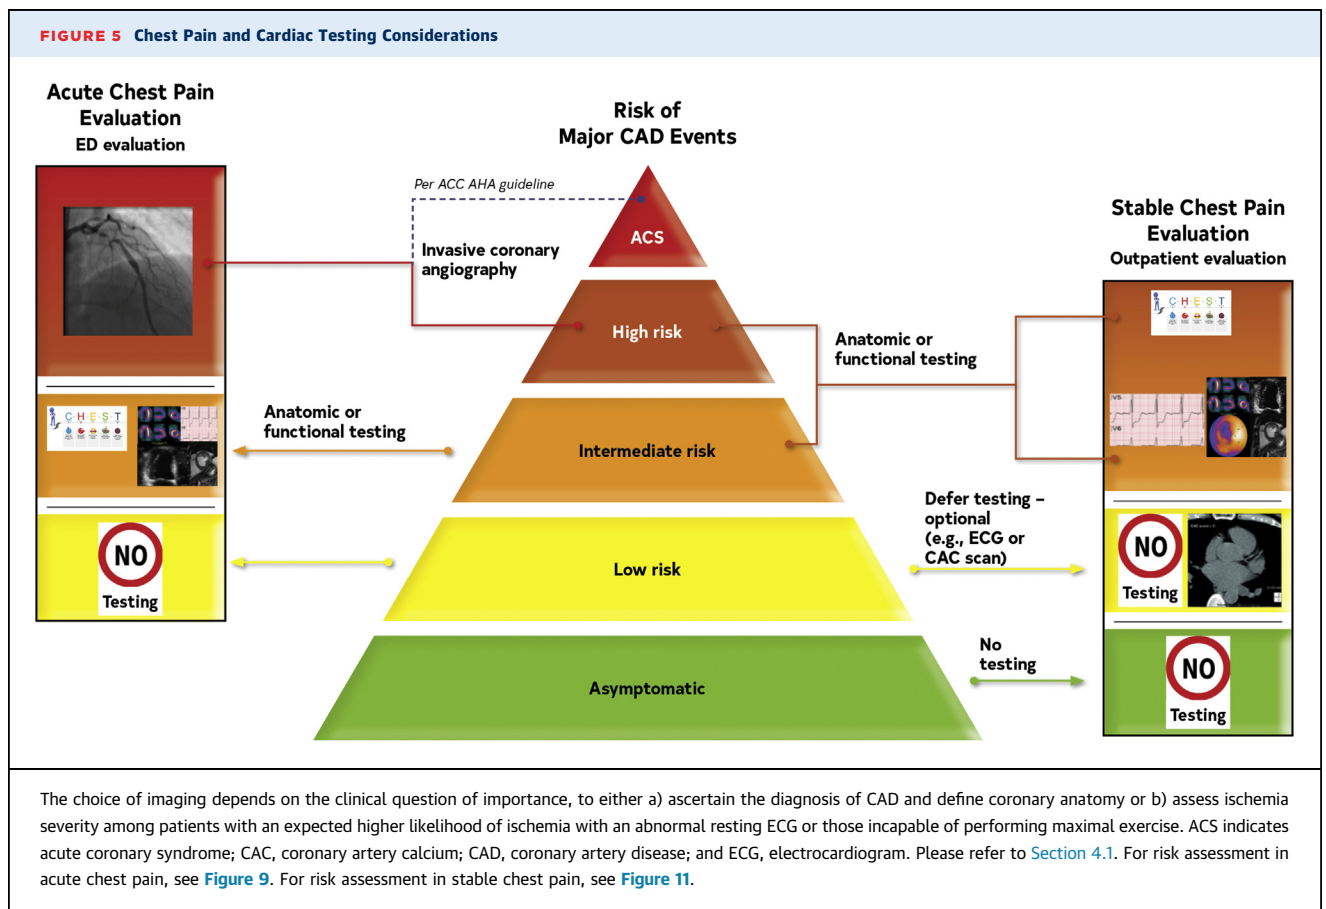 FIGURE 5 Chest Pain and Cardiac Testing Considerations
Acute Chest Pain
Evaluation
ED evaluation
Risk of
Major CAD Events
Per ACC AHA guideline
Invasive coronary
angiography
ACS
High risk
Anatomic or
functional testing
Stable Chest Pain
Evaluation
Outpatient evaluation
C·H·E·S·T
V5
V6
C·H·E·S·T
Anatomic or
functional testing
Intermediate risk
NO
Testing
Low risk
Defer testing –
optional
(e.g., ECG or
CAC scan)
NO
Testing
Asymptomatic
No
testing
NO
Testing
The choice of imaging depends on the clinical question of importance, to either a) ascertain the diagnosis of CAD and define coronary anatomy or b) assess ischemia
severity among patients with an expected higher likelihood of ischemia with an abnormal resting ECG or those incapable of performing maximal exercise. ACS indicates
acute coronary syndrome; CAC, coronary artery calcium; CAD, coronary artery disease; and ECG, electrocardiogram. Please refer to Section 4.1. For risk assessment in
acute chest pain, see Figure 9. For risk assessment in stable chest pain, see Figure 11.